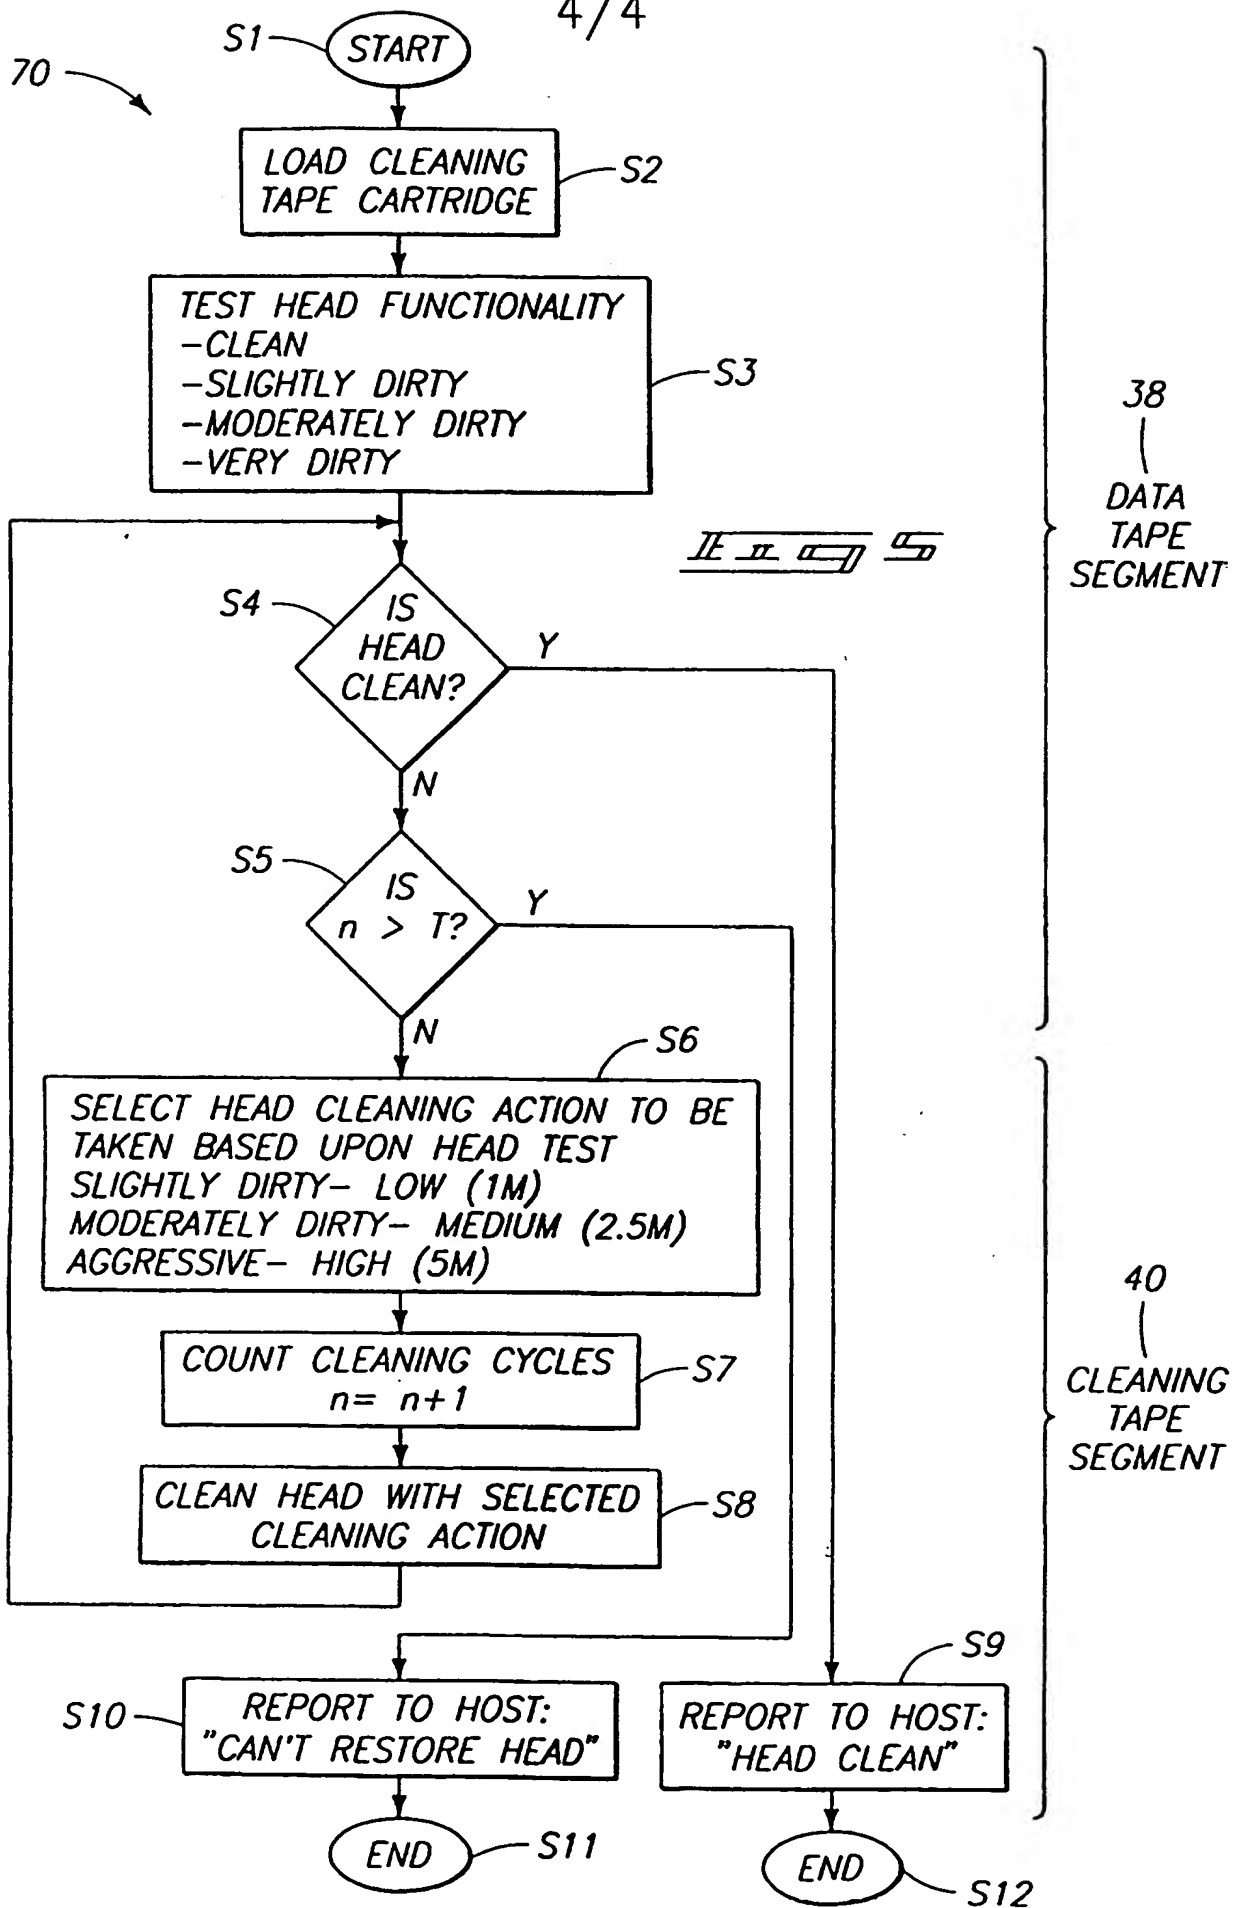 4/4
S1
START
70
LOAD CLEANING
TAPE CARTRIDGE
S2
TEST HEAD FUNCTIONALITY
-CLEAN
-SLIGHTLY DIRTY
-MODERATELY DIRTY
-VERY DIRTY
S3
38
DATA
TAPE
SEGMENT
FIG 5
S4
IS
HEAD
CLEAN?
Y
N
S5
IS
n > T?
Y
N
S6
SELECT HEAD CLEANING ACTION TO BE
TAKEN BASED UPON HEAD TEST
SLIGHTLY DIRTY- LOW (1M)
MODERATELY DIRTY- MEDIUM (2.5M)
AGGRESSIVE- HIGH (5M)
40
CLEANING
TAPE
SEGMENT
COUNT CLEANING CYCLES
n= n+1
S7
CLEAN HEAD WITH SELECTED
CLEANING ACTION
S8
S9
S10
REPORT TO HOST:
"CAN'T RESTORE HEAD"
REPORT TO HOST:
"HEAD CLEAN"
END
S11
END
S12